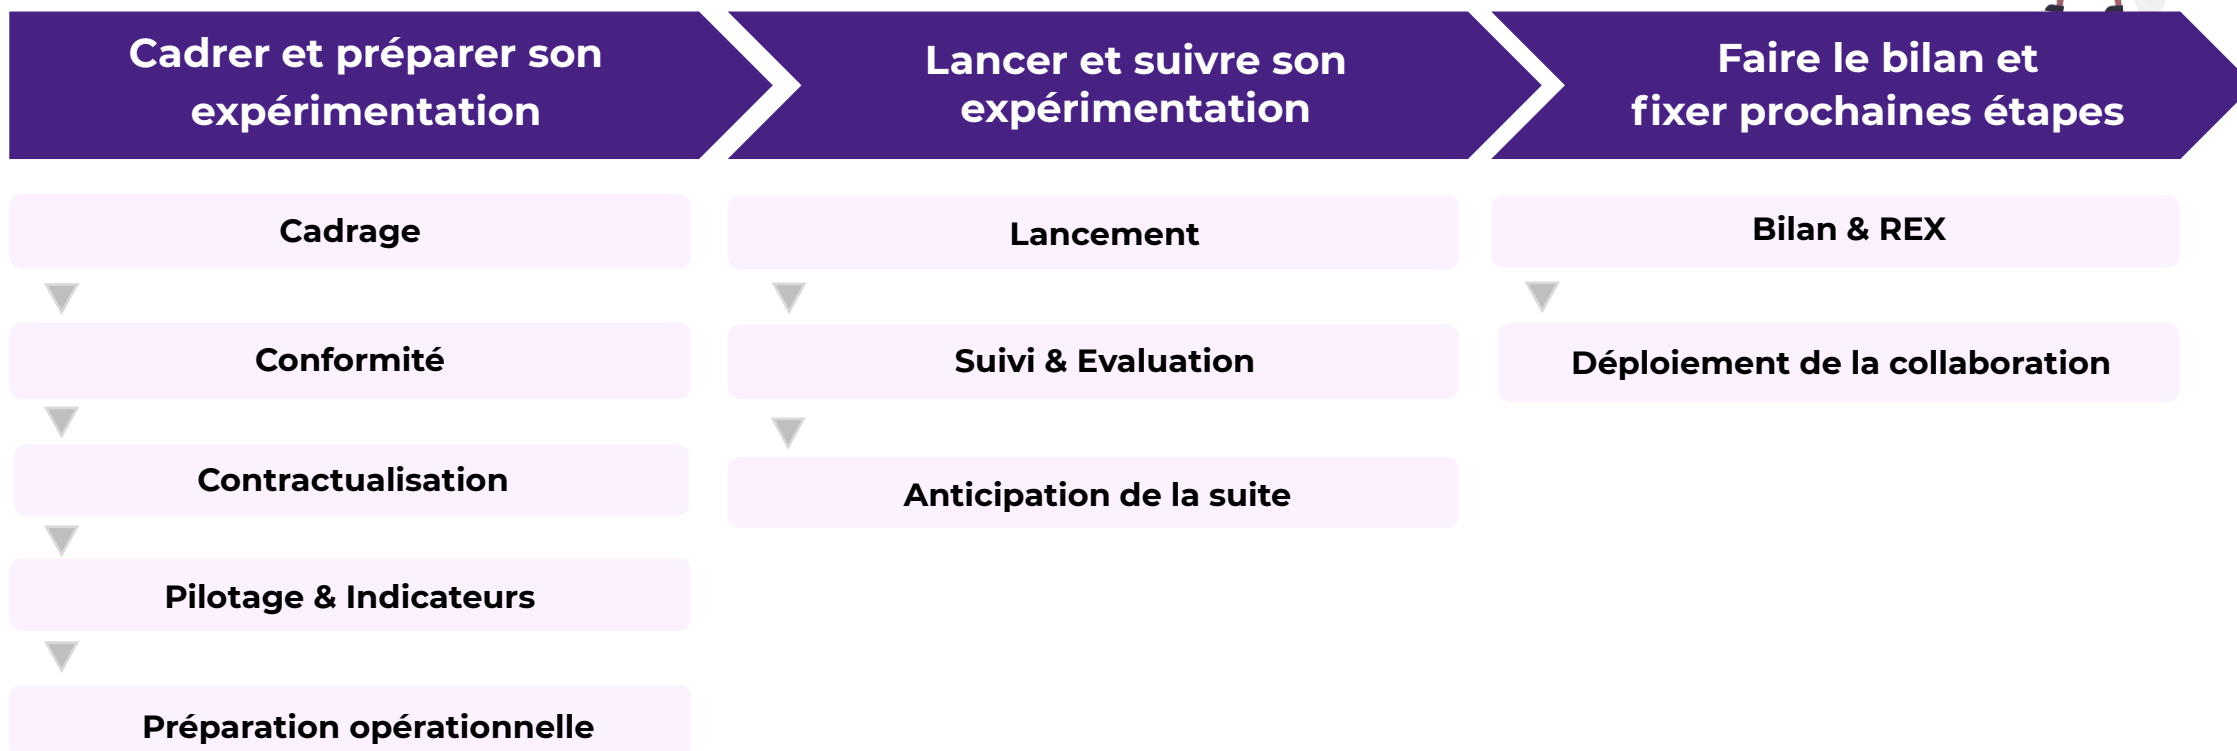 Cadrer et préparer son
expérimentation
Lancer et suivre son
expérimentation
Faire le bilan et
fixer prochaines étapes
Cadrage
Conformité
Contractualisation
Pilotage & Indicateurs
Préparation opérationnelle
Lancement
Suivi & Evaluation
Anticipation de la suite
Bilan & REX
Déploiement de la collaboration